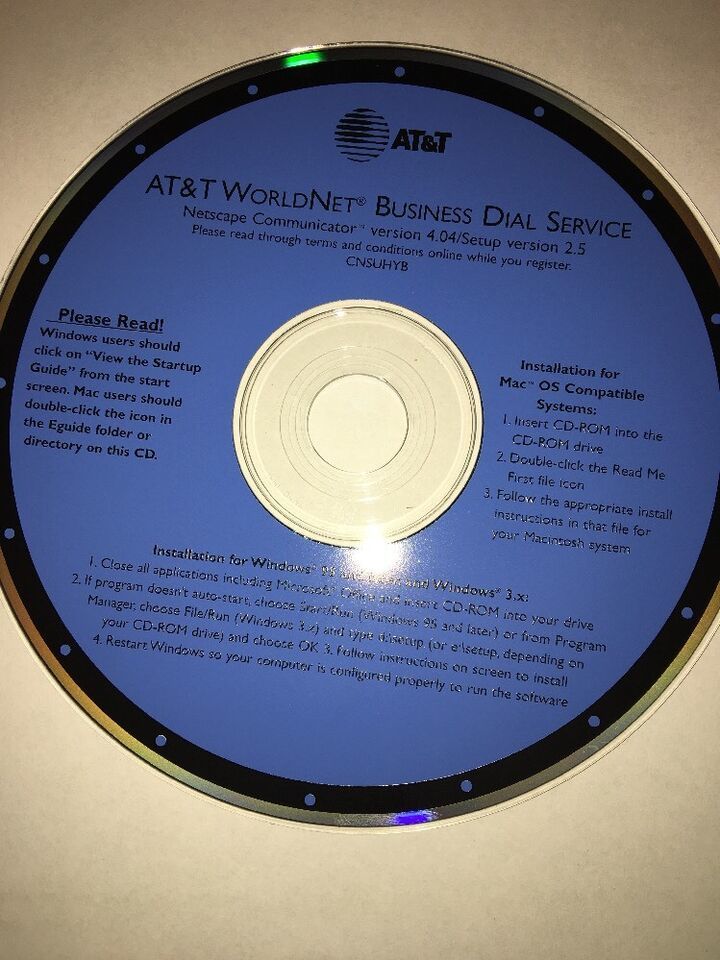 AT&T
AT&T WORLDNET® BUSINESS DIAL SERVICE
Netscape Communicator™ version 4.04/Setup version 2.5
Please read through terms and conditions online while you register.
CNSUHYB
Please Read!
Windows users should
click on "View the Startup
Guide" from the start
screen. Mac users should
double-click the icon in
the Eguide folder or
directory on this CD.
Installation for
Mac™ OS Compatible
Systems:
1. Insert CD-ROM into the
CD-ROM drive
2. Double-click the Read Me
First file icon
3. Follow the appropriate install
instructions in that file for
your Macintosh system
Installation for Windows® 95 and Windows® 3.x:
1. Close all applications including Microsoft® Office and insert CD-ROM into your drive
2. If program doesn't auto-start, choose Start/Run (Windows 95 and later) or from Program
Manager, choose File/Run (Windows 3.x) and type d:\setup (or e:\setup, depending on
your CD-ROM drive) and choose OK 3. Follow instructions on screen to install
4. Restart Windows so your computer is configured properly to run the software